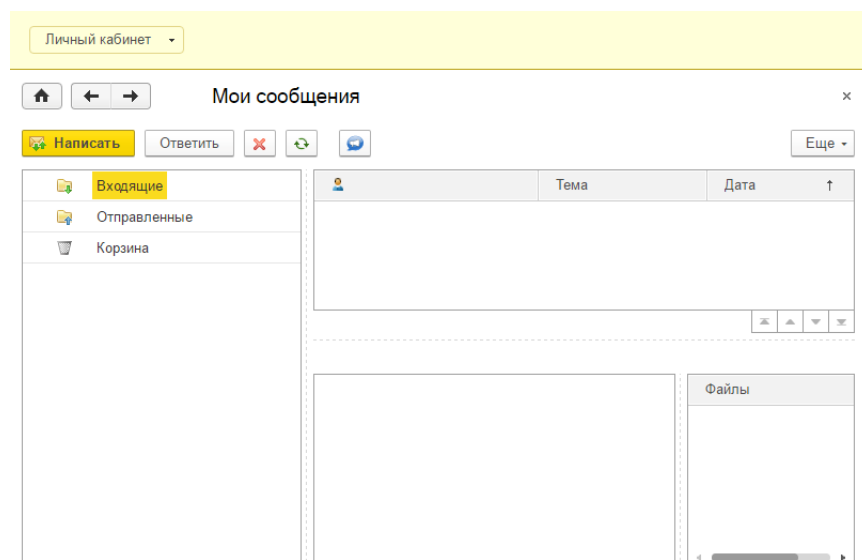 Личный кабинет
Мои сообщения
Написать Ответить Еще
Входящие
Отправленные
Корзина
Тема Дата
Файлы